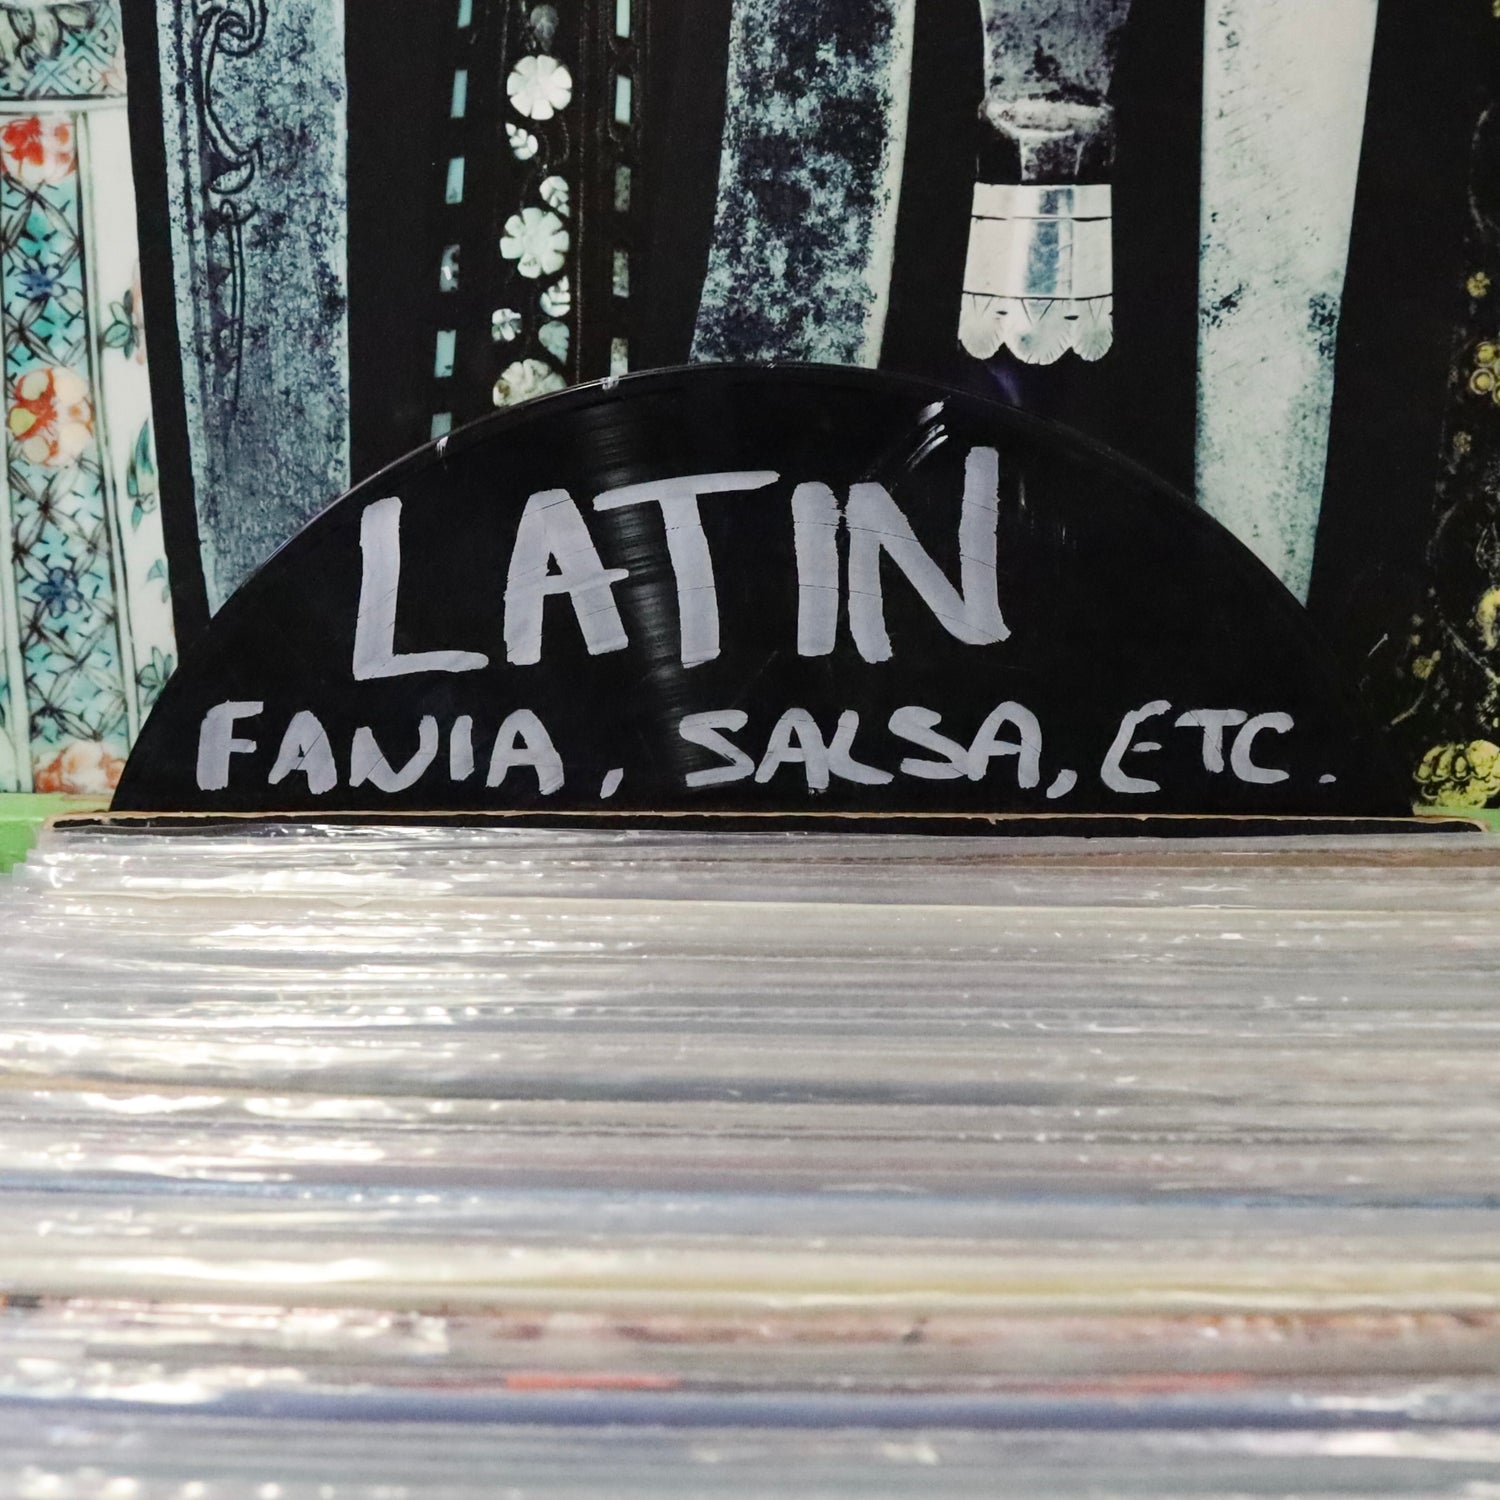 LATIN
FANIA, SALSA, ETC.